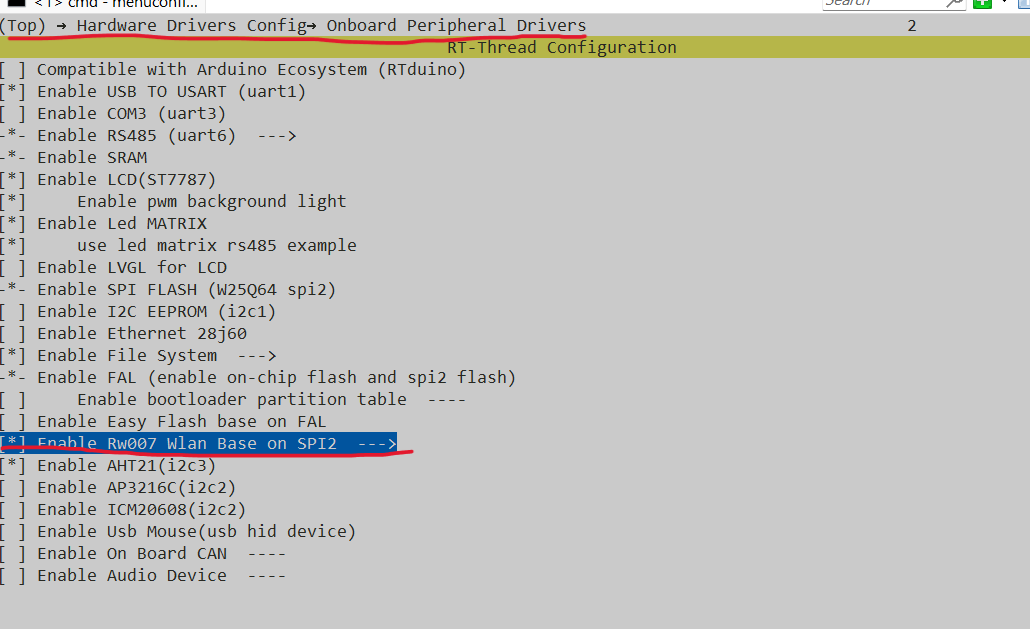 <1> cmd - menuconfi...
Search
(Top) → Hardware Drivers Config→ Onboard Peripheral Drivers 2
RT-Thread Configuration
[ ] Compatible with Arduino Ecosystem (RTduino)
[*] Enable USB TO USART (uart1)
[ ] Enable COM3 (uart3)
-*- Enable RS485 (uart6)  --->
-*- Enable SRAM
[*] Enable LCD(ST7787)
[*]     Enable pwm background light
[*] Enable Led MATRIX
[*]     use led matrix rs485 example
[ ] Enable LVGL for LCD
-*- Enable SPI FLASH (W25Q64 spi2)
[ ] Enable I2C EEPROM (i2c1)
[ ] Enable Ethernet 28j60
[*] Enable File System  --->
-*- Enable FAL (enable on-chip flash and spi2 flash)
[ ]     Enable bootloader partition table  ----
[ ] Enable Easy Flash base on FAL
[*] Enable Rw007 Wlan Base on SPI2  --->
[*] Enable AHT21(i2c3)
[ ] Enable AP3216C(i2c2)
[ ] Enable ICM20608(i2c2)
[ ] Enable Usb Mouse(usb hid device)
[ ] Enable On Board CAN  ----
[ ] Enable Audio Device  ----